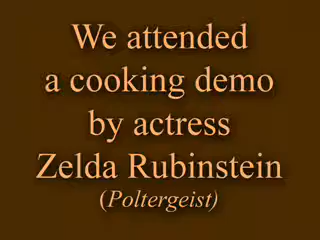 We attended
a cooking demo
by actress
Zelda Rubinstein
(Poltergeist)